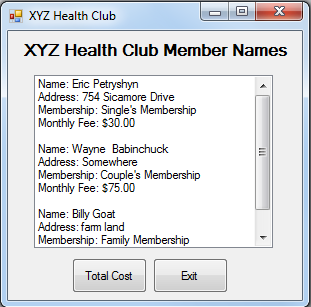 XYZ Health Club
XYZ Health Club Member Names
Name: Eric Petryshyn
Address: 754 Sicamore Drive
Membership: Single's Membership
Monthly Fee: $30.00
Name: Wayne  Babinchuck
Address: Somewhere
Membership: Couple's Membership
Monthly Fee: $75.00
Name: Billy Goat
Address: farm land
Membership: Family Membership
Total Cost
Exit